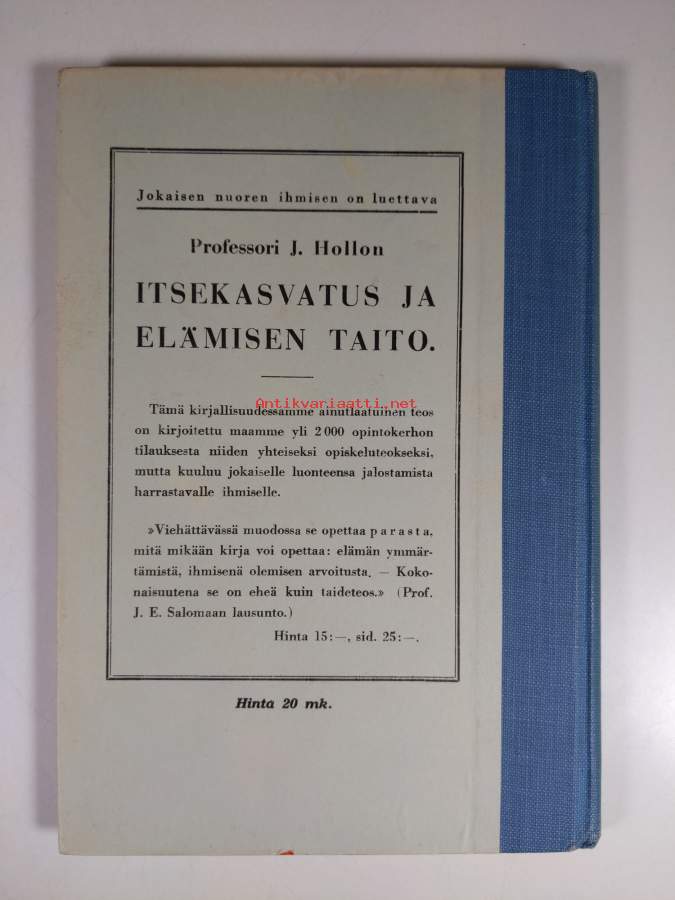 Jokaisen nuoren ihmisen on luettava
Professori J. Hollon
ITSEKASVATUS JA
ELÄMISEN TAITO.
Antikvariaatti.net
Tämä kirjallisuudessamme ainutlaatuinen teos
on kirjoitettu maamme yli 2 000 opintokerhon
tilauksesta niiden yhteiseksi opiskeluteokseksi,
mutta kuuluu jokaiselle luonteensa jalostamista
harrastavalle ihmiselle.
»Viehättävässä muodossa se opettaa parasta,
mitä mikään kirja voi opettaa: elämän ymmär-
tämistä, ihmisenä olemisen arvoitusta. — Koko-
naisuutena se on eheä kuin taideteos.» (Prof.
J. E. Salomaan lausunto.)
Hinta 15:—, sid. 25:—.
Hinta 20 mk.